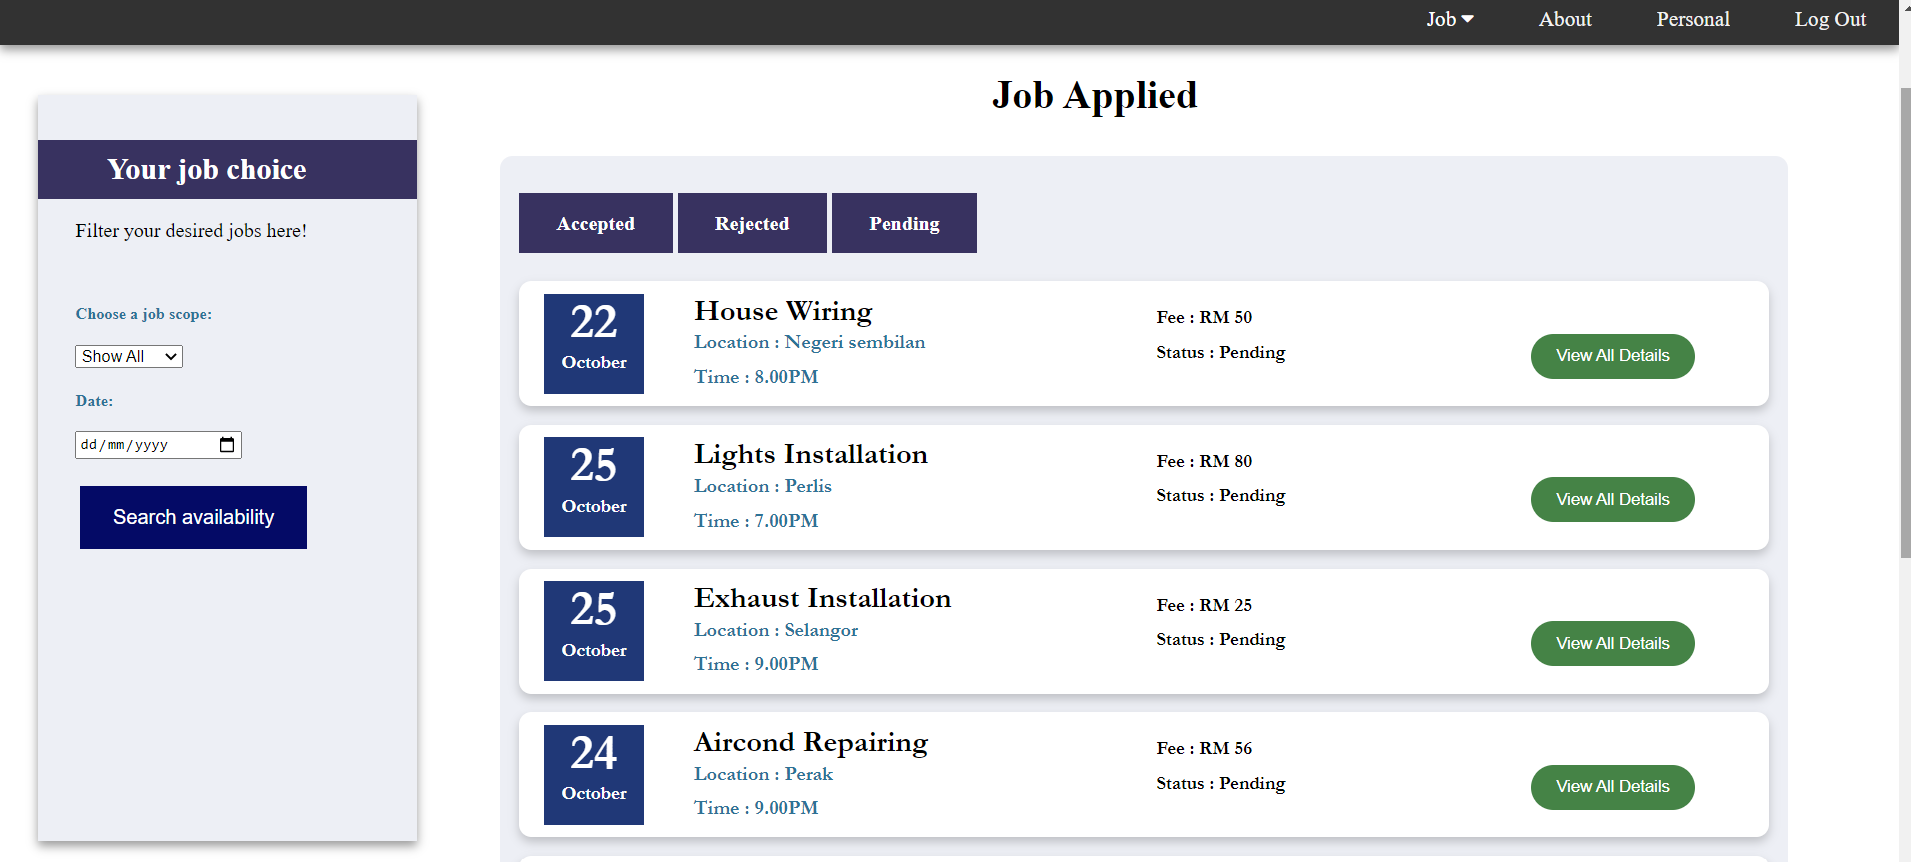 Job About Personal Log Out
Job Applied
Your job choice
Filter your desired jobs here!
Choose a job scope:
Show All
Date:
dd/mm/yyyy
Search availability
Accepted Rejected Pending
22
October
House Wiring
Location : Negeri sembilan
Time : 8.00PM
Fee : RM 50
Status : Pending
View All Details
25
October
Lights Installation
Location : Perlis
Time : 7.00PM
Fee : RM 80
Status : Pending
View All Details
25
October
Exhaust Installation
Location : Selangor
Time : 9.00PM
Fee : RM 25
Status : Pending
View All Details
24
October
Aircond Repairing
Location : Perak
Time : 9.00PM
Fee : RM 56
Status : Pending
View All Details